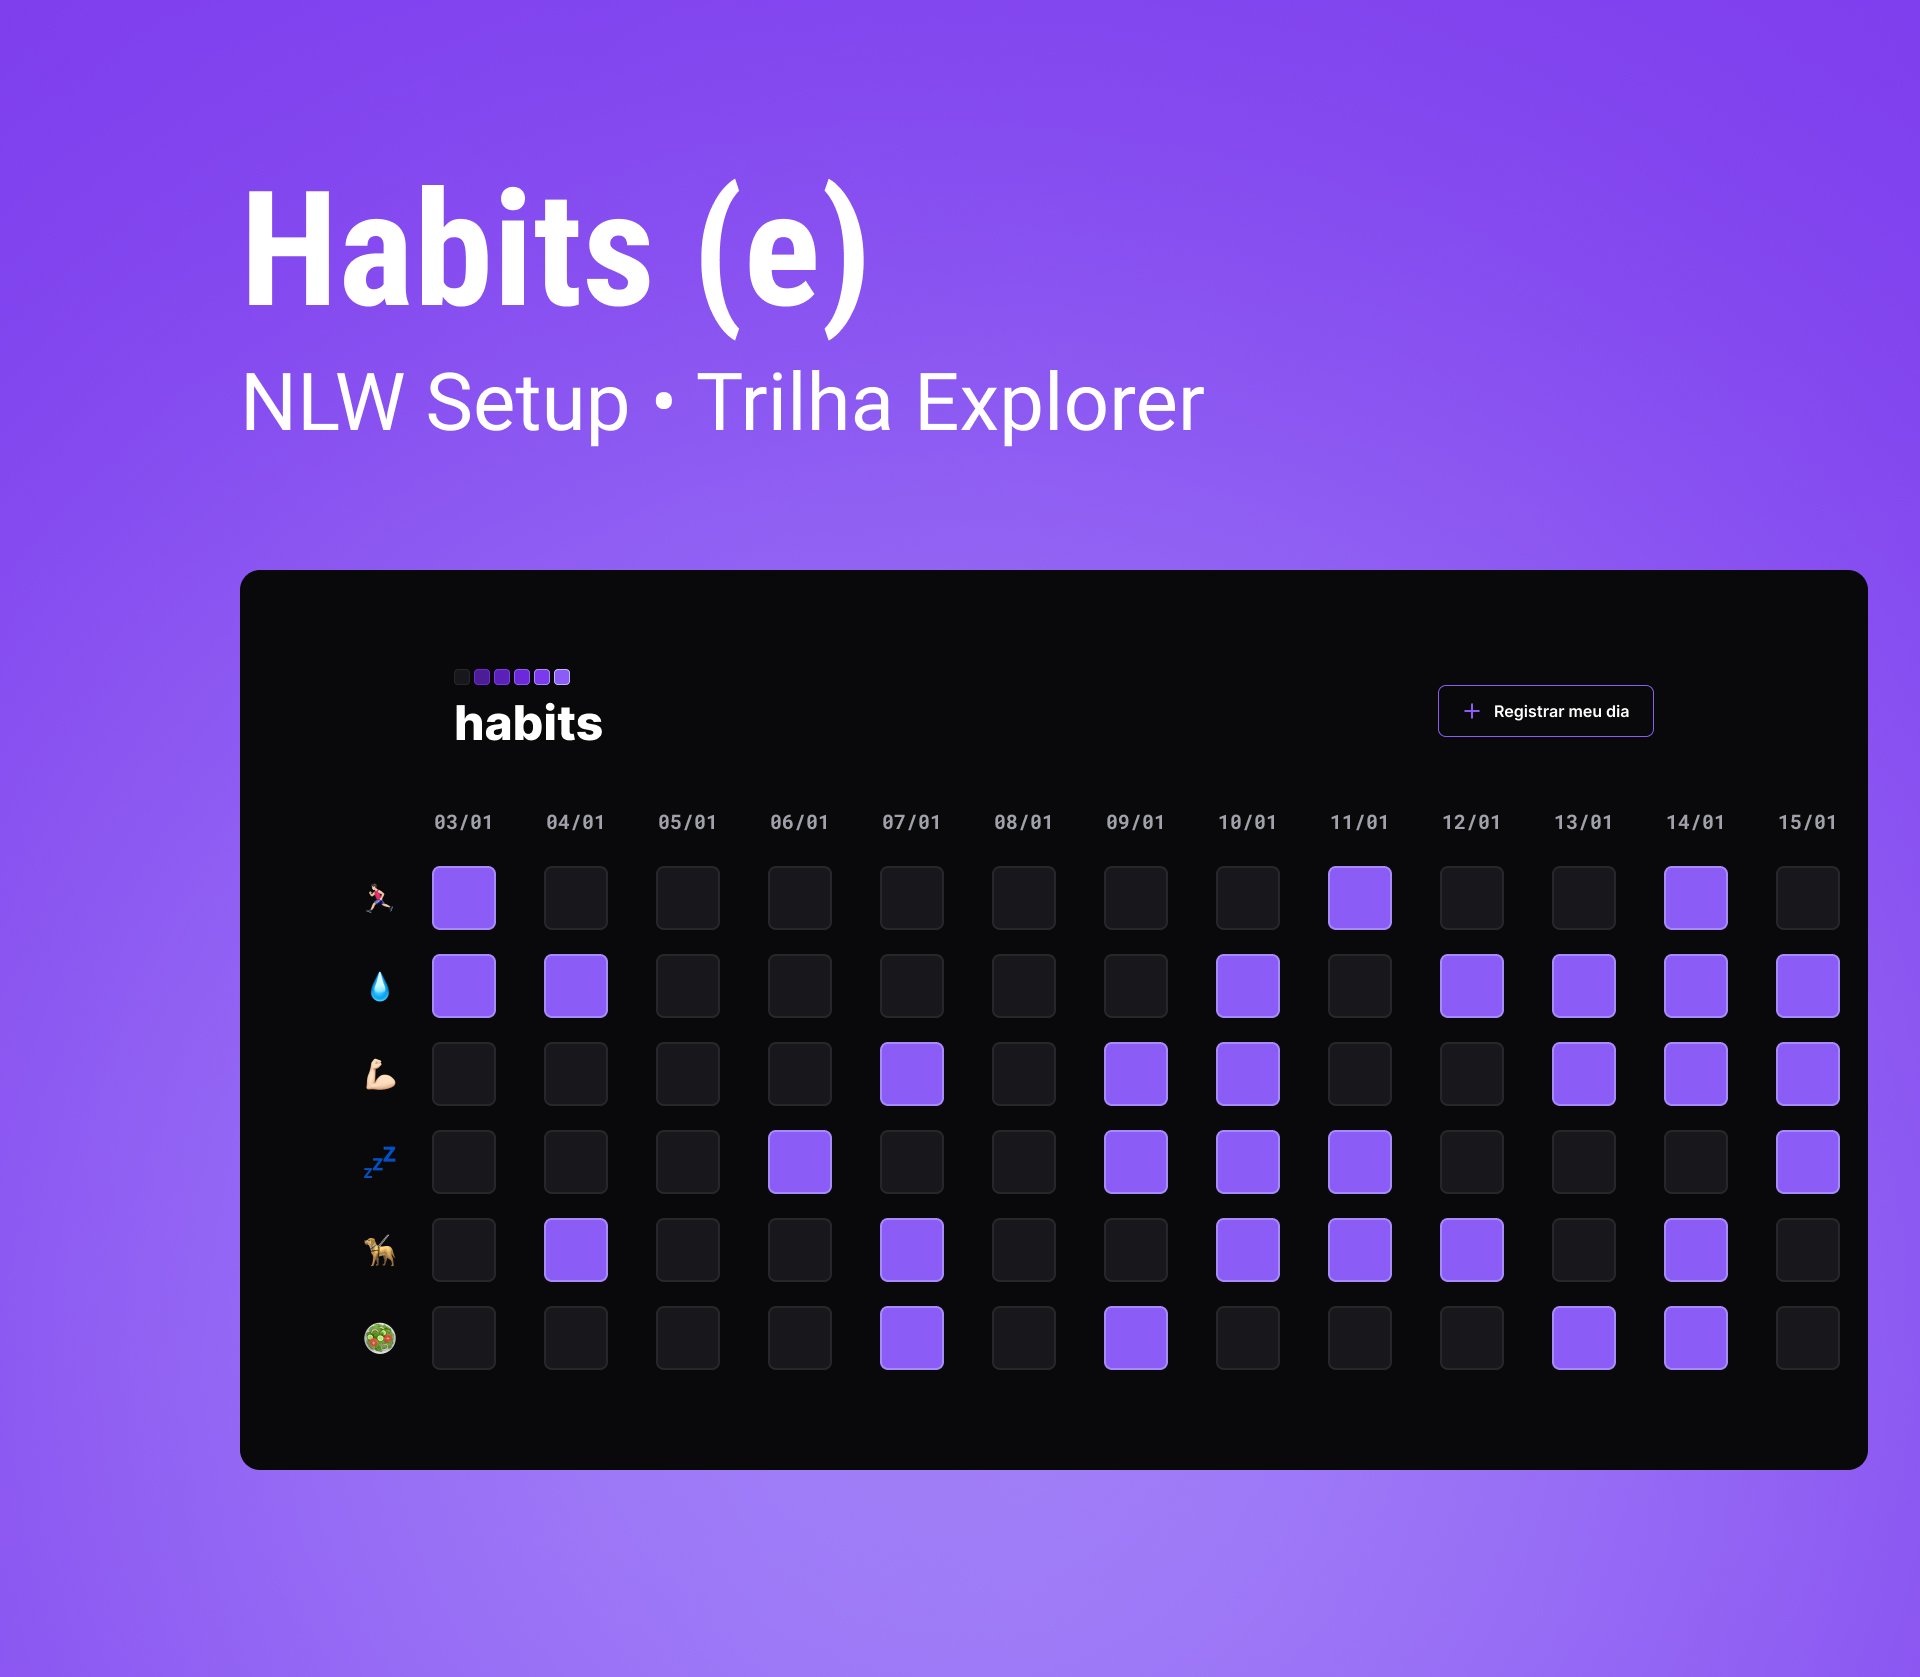 Habits (e)
NLW Setup • Trilha Explorer
habits
Registrar meu dia
03/01 04/01 05/01 06/01 07/01 08/01 09/01 10/01 11/01 12/01 13/01 14/01 15/01